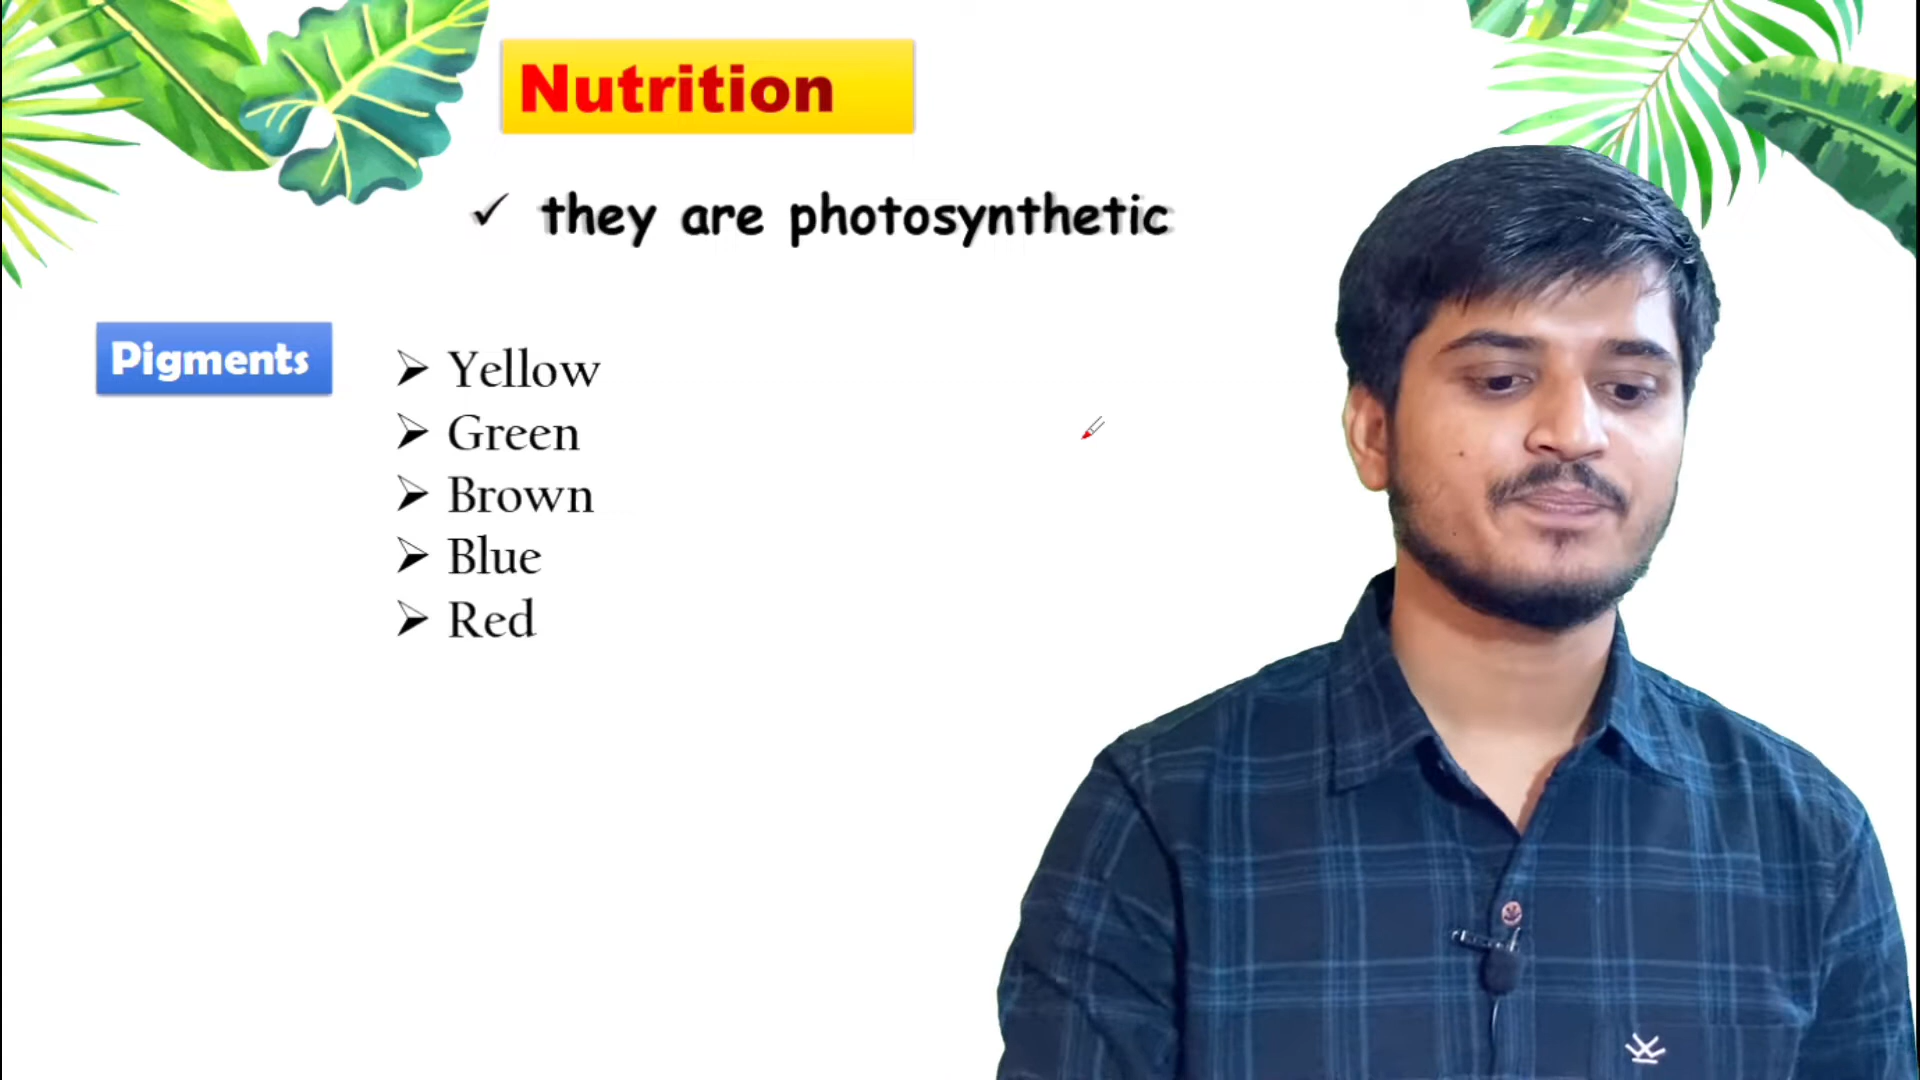 Nutrition
✓ they are photosynthetic
Pigments
➢ Yellow
➢ Green
➢ Brown
➢ Blue
➢ Red